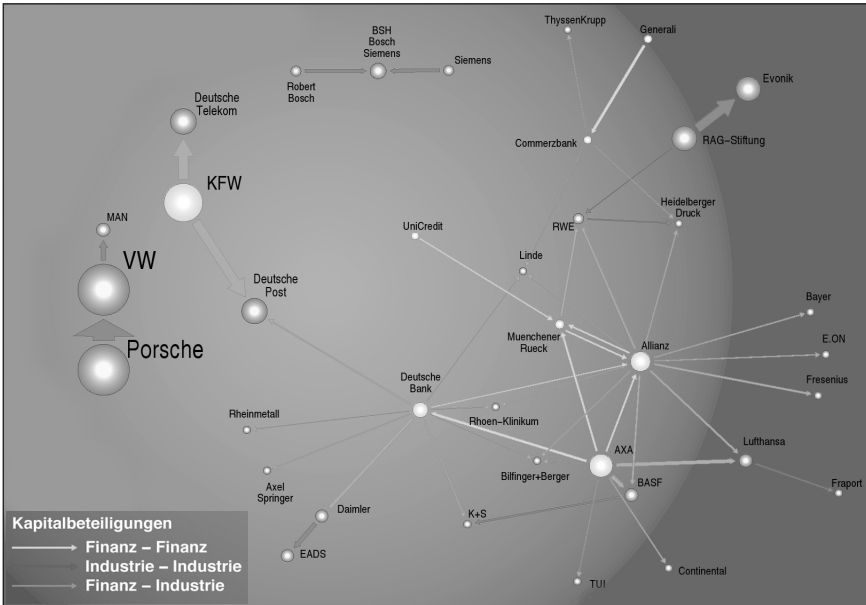 ThyssenKrupp
Generali
BSH
Bosch
Siemens
Siemens
Robert
Bosch
Evonik
Deutsche
Telekom
Commerzbank
RAG-Stiftung
KFW
MAN
UniCredit
RWE
Heidelberger
Druck
VW
Linde
Deutsche
Post
Bayer
Muenchener
Rueck
Allianz
E.ON
Porsche
Deutsche
Bank
Fresenius
Rheinmetall
Rhoen-Klinikum
AXA
Lufthansa
Axel
Springer
Bilfinger+Berger
BASF
Fraport
Daimler
K+S
EADS
TUI
Continental
Kapitalbeteiligungen
Finanz – Finanz
Industrie – Industrie
Finanz – Industrie